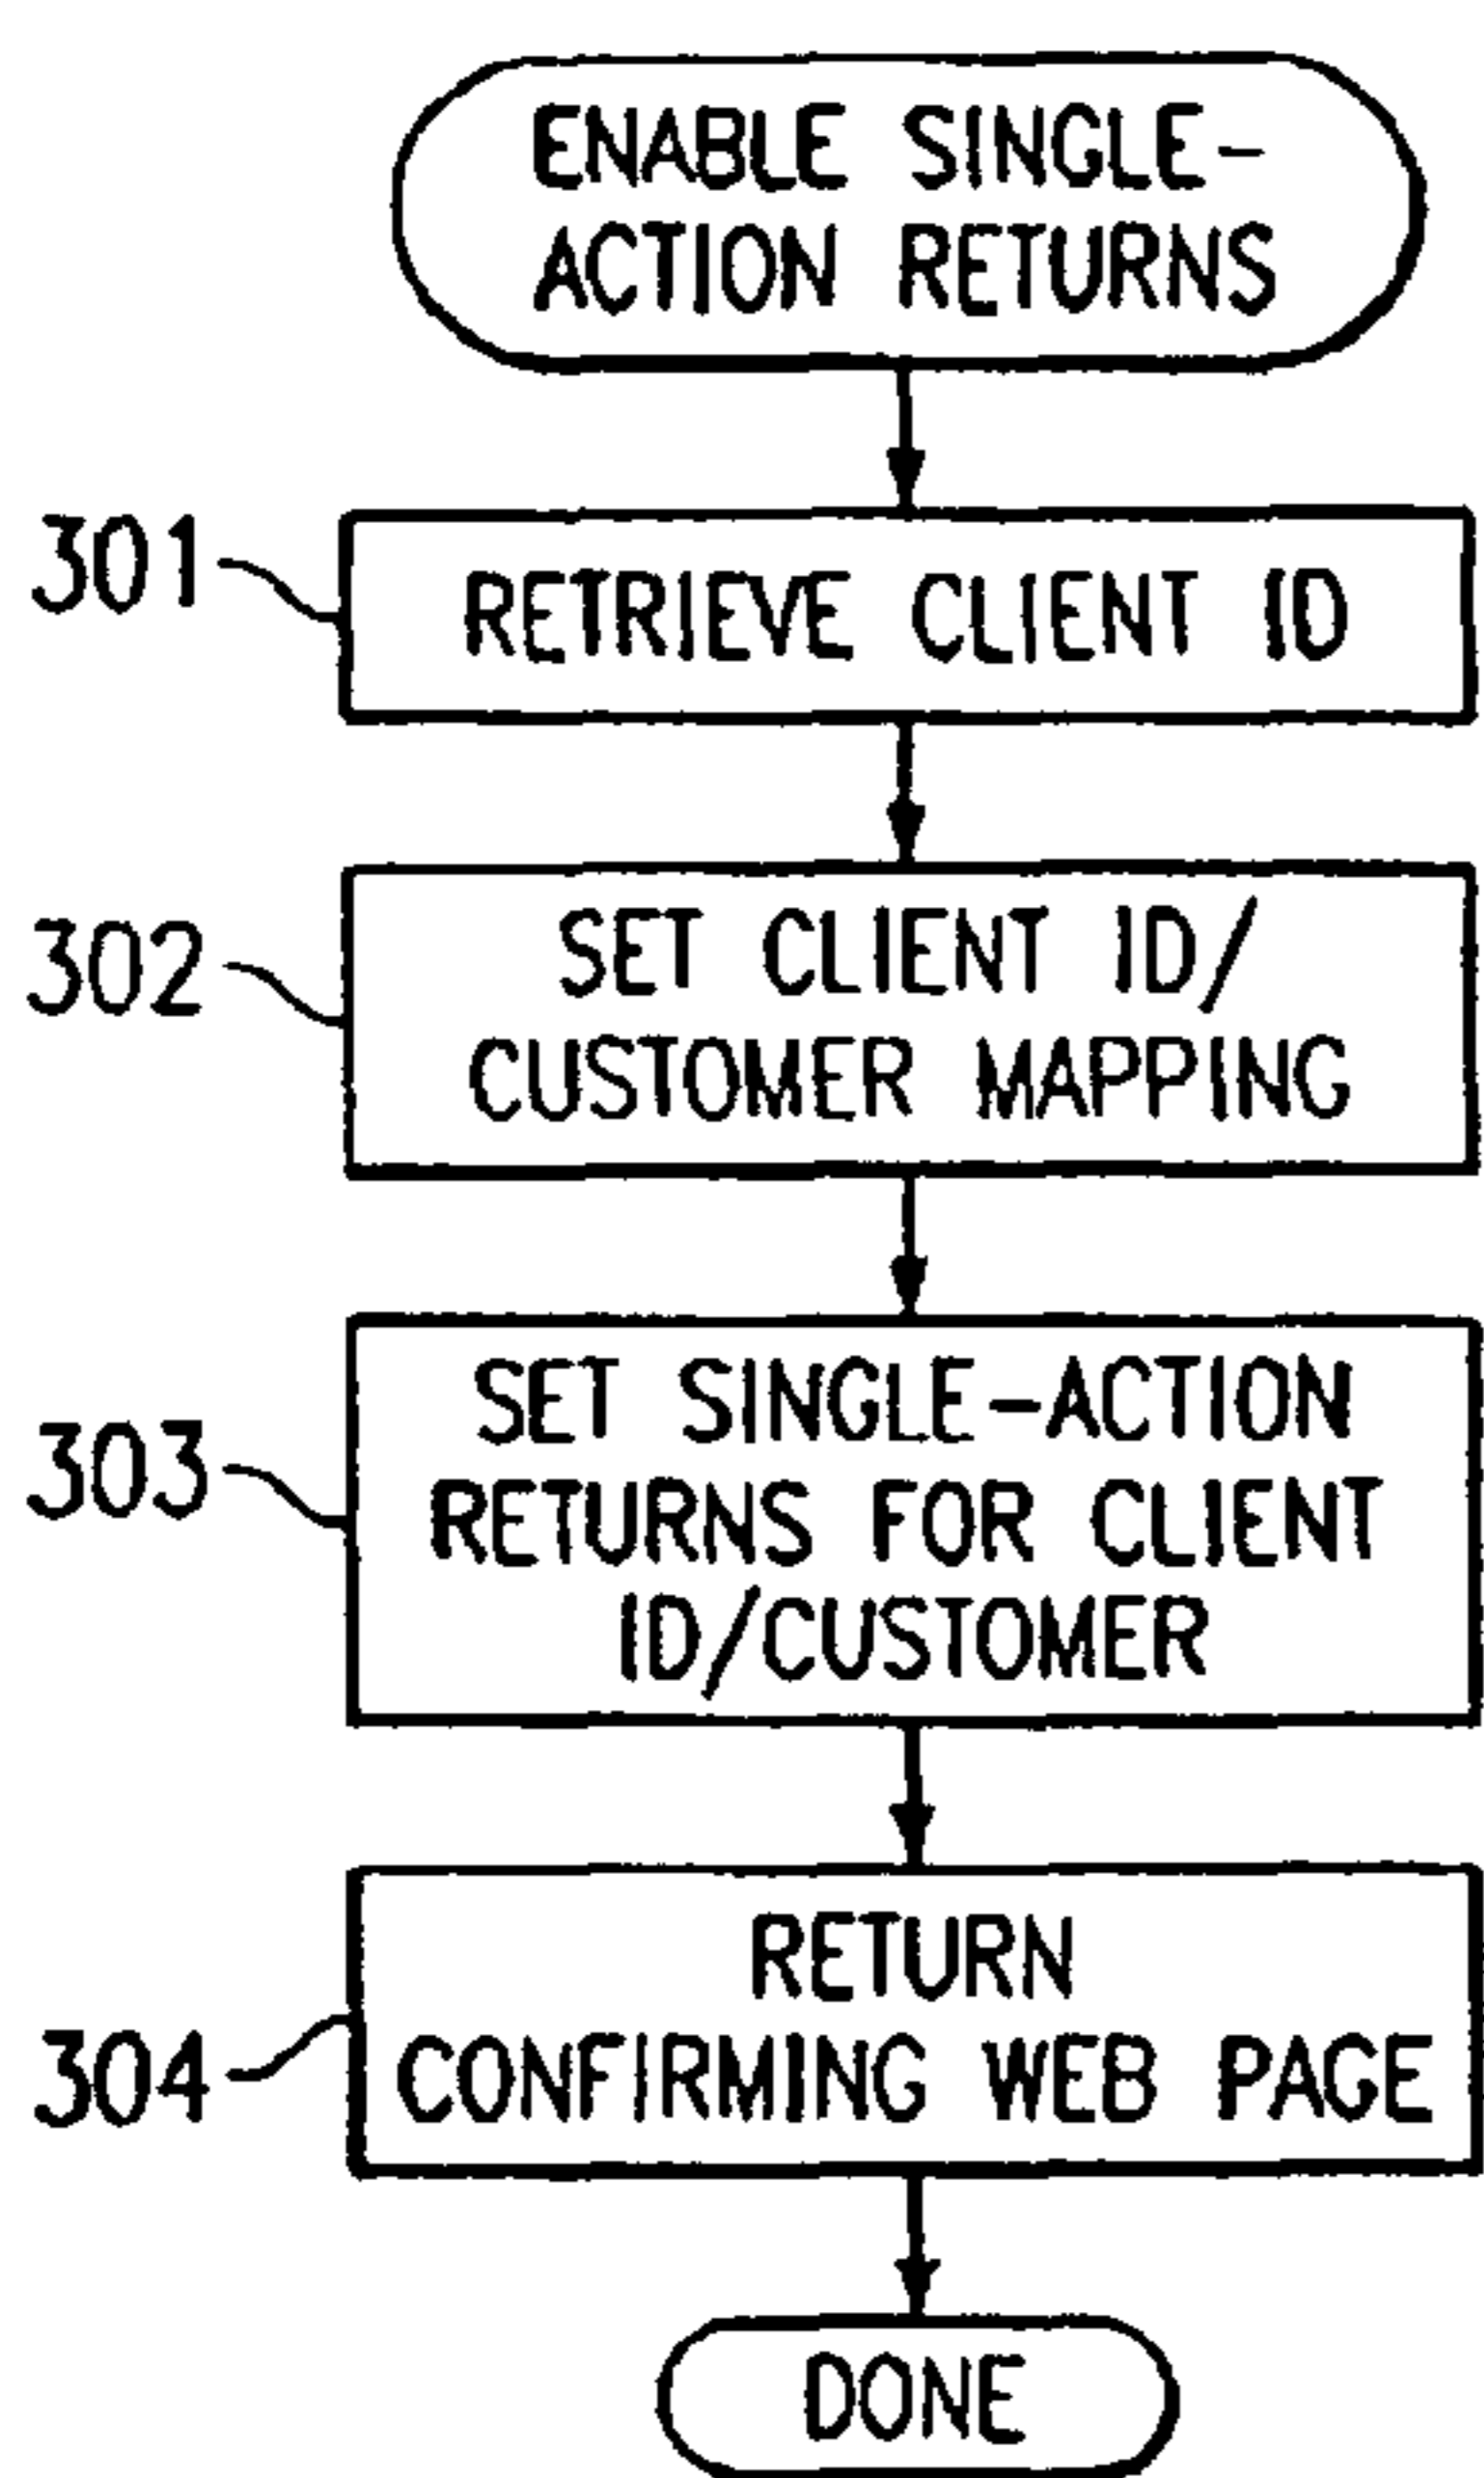 ENABLE SINGLE-
ACTION RETURNS
301
RETRIEVE CLIENT ID
302
SET CLIENT ID/
CUSTOMER MAPPING
303
SET SINGLE-ACTION
RETURNS FOR CLIENT
ID/CUSTOMER
304
RETURN
CONFIRMING WEB PAGE
DONE